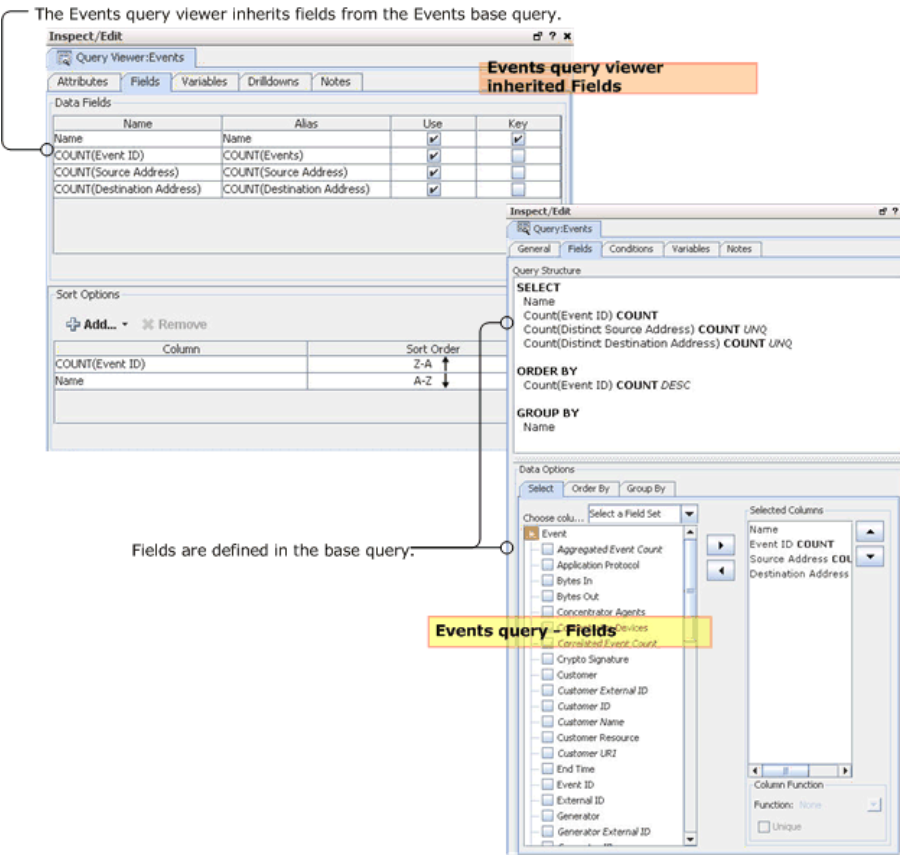 The Events query viewer inherits fields from the Events base query.
Inspect/Edit
Query Viewer:Events
Attributes Fields Variables Drilldowns Notes
Events query viewer
inherited Fields
Data Fields
Name Alias Use Key
Name Name
COUNT(Event ID) COUNT(Events)
COUNT(Source Address) COUNT(Source Address)
COUNT(Destination Address) COUNT(Destination Address)
Sort Options
Add... Remove
Column Sort Order
COUNT(Event ID) Z-A
Name A-Z
Inspect/Edit
Query:Events
General Fields Conditions Variables Notes
Query Structure
SELECT
Name
Count(Event ID) COUNT
Count(Distinct Source Address) COUNT UNQ
Count(Distinct Destination Address) COUNT UNQ
ORDER BY
Count(Event ID) COUNT DESC
GROUP BY
Name
Fields are defined in the base query.
Data Options
Select Order By Group By
Choose colu... Select a Field Set
Event
Aggregated Event Count
Application Protocol
Bytes In
Bytes Out
Concentrator Agents
Devices
Correlated Event Count
Crypto Signature
Customer
Customer External ID
Customer ID
Customer Name
Customer Resource
Customer URI
End Time
Event ID
External ID
Generator
Generator External ID
Events query - Fields
Selected Columns
Name
Event ID COUNT
Source Address COU
Destination Address
Column Function
Function: None
Unique